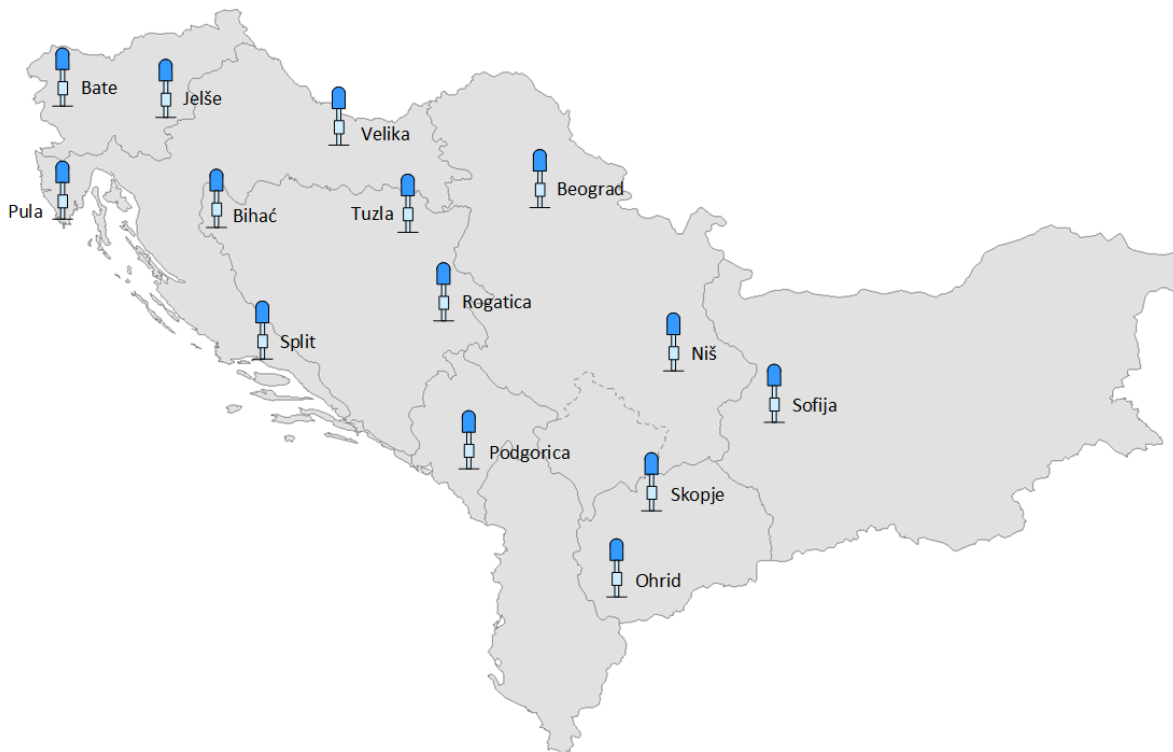 Bate
Jelše
Velika
Beograd
Pula
Bihać
Tuzla
Rogatica
Split
Niš
Sofija
Podgorica
Skopje
Ohrid